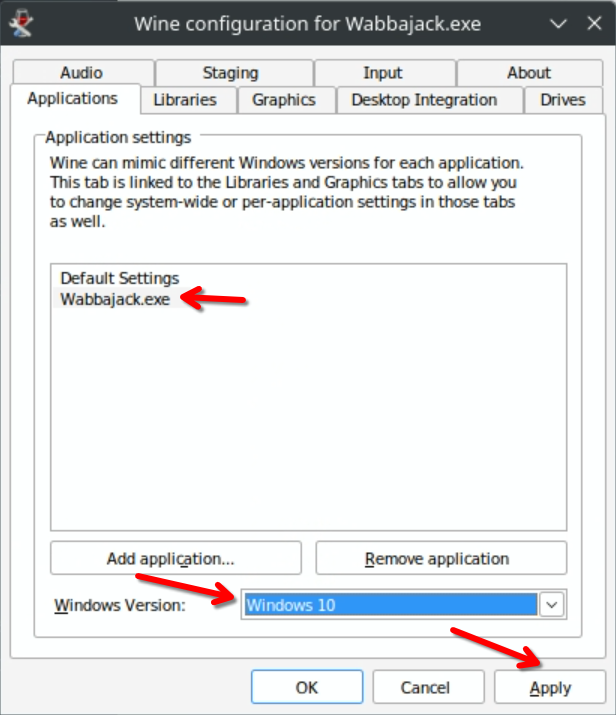 Wine configuration for Wabbajack.exe
Audio Staging Input About
Applications Libraries Graphics Desktop Integration Drives
Application settings
Wine can mimic different Windows versions for each application.
This tab is linked to the Libraries and Graphics tabs to allow you
to change system-wide or per-application settings in those tabs
as well.
Default Settings
Wabbajack.exe
Add application... Remove application
Windows Version: Windows 10
OK Cancel Apply